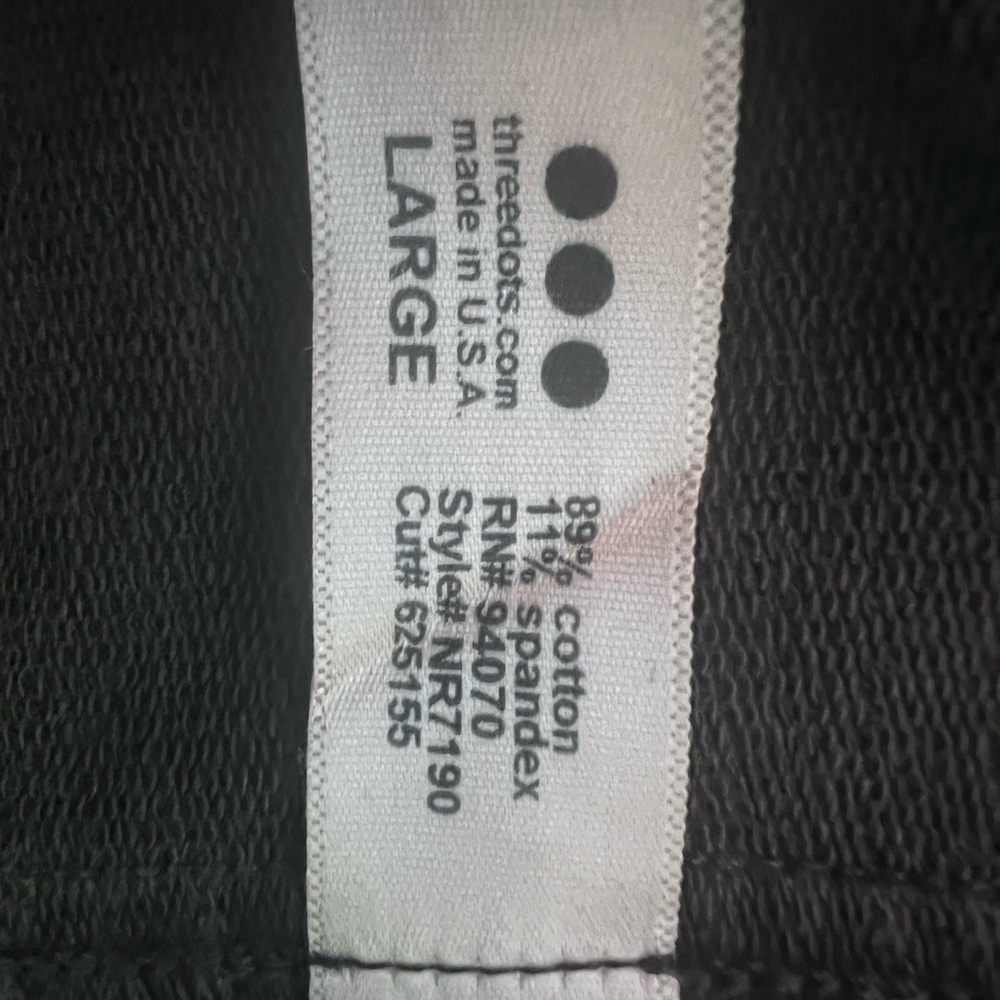 threedots.com
made in U.S.A.
LARGE
89% cotton
11% spandex
RN# 94070
Style# NR7190
Cut# 625155